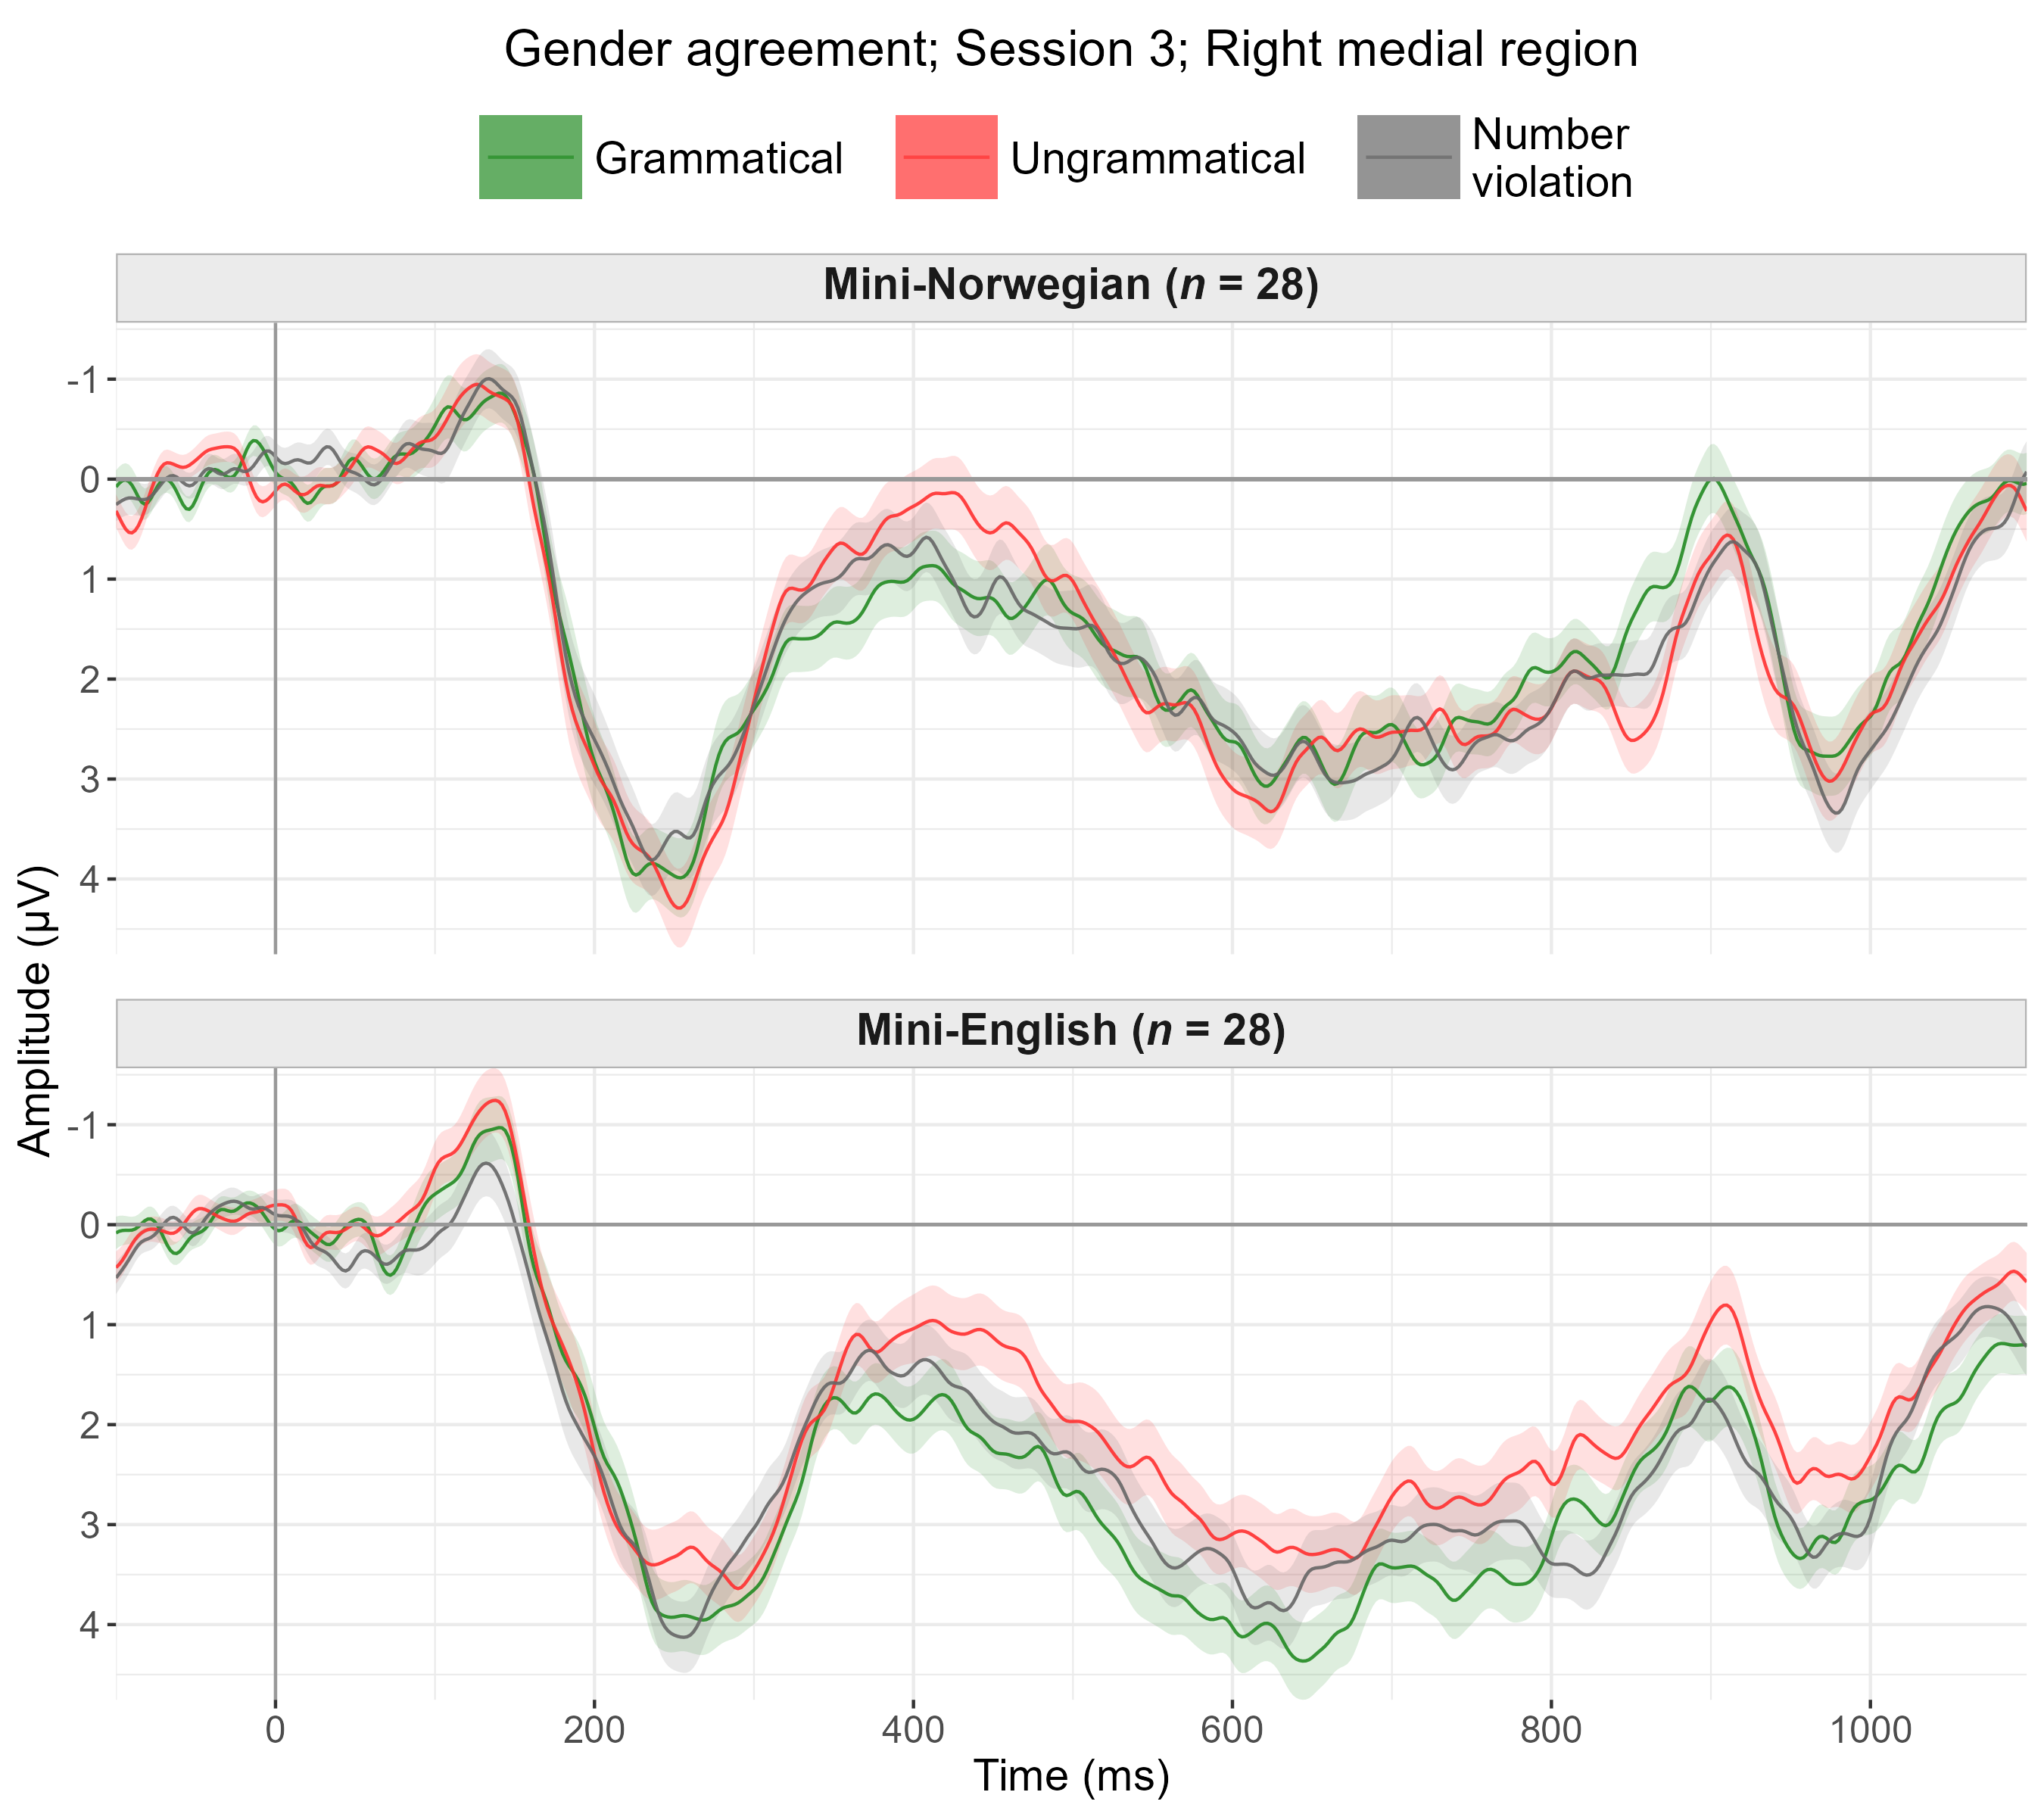 Gender agreement; Session 3; Right medial region
Grammatical
Ungrammatical
Number
violation
Mini-Norwegian (n = 28)
-1
0
1
2
3
4
Amplitude (µV)
Mini-English (n = 28)
-1
0
1
2
3
4
0 200 400 600 800 1000
Time (ms)